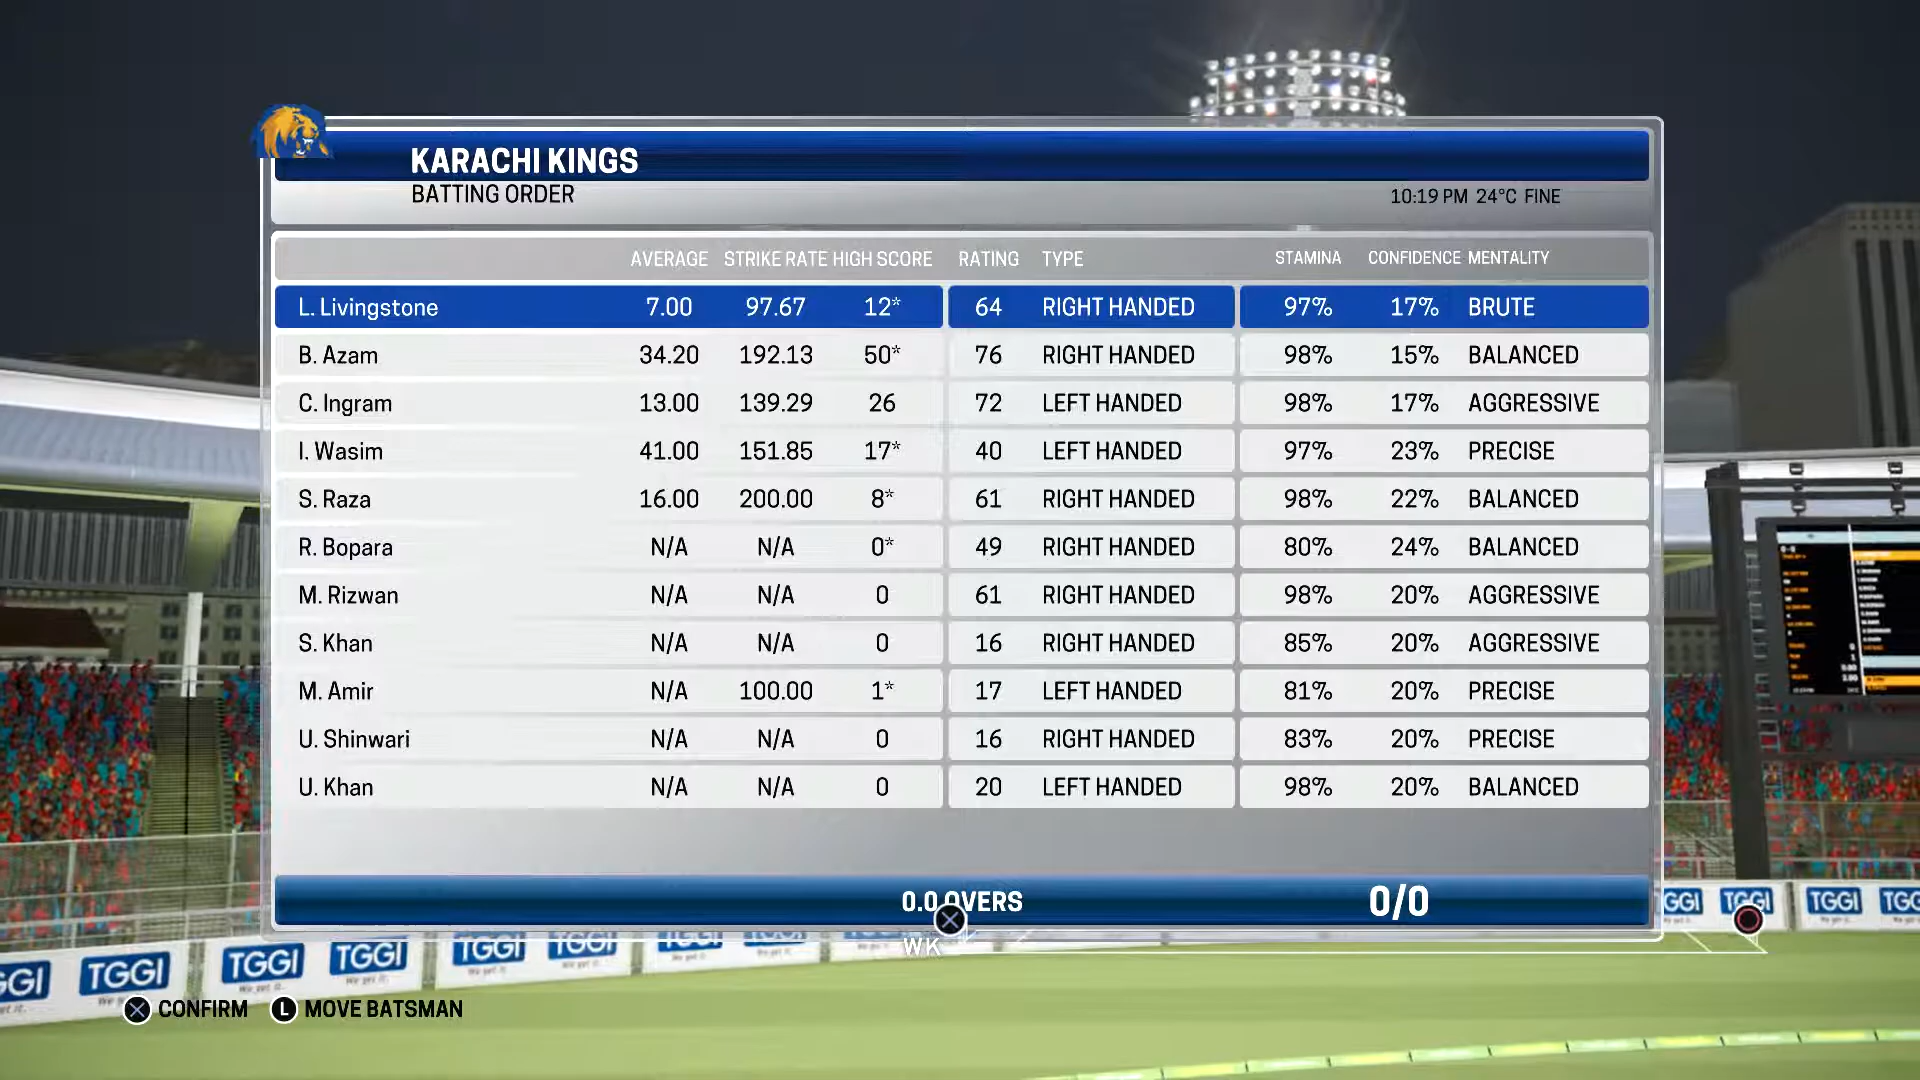 KARACHI KINGS
BATTING ORDER
10:19 PM 24°C FINE
AVERAGE STRIKE RATE HIGH SCORE RATING TYPE STAMINA CONFIDENCE MENTALITY
L. Livingstone 7.00 97.67 12* 64 RIGHT HANDED 97% 17% BRUTE
B. Azam 34.20 192.13 50* 76 RIGHT HANDED 98% 15% BALANCED
C. Ingram 13.00 139.29 26 72 LEFT HANDED 98% 17% AGGRESSIVE
I. Wasim 41.00 151.85 17* 40 LEFT HANDED 97% 23% PRECISE
S. Raza 16.00 200.00 8* 61 RIGHT HANDED 98% 22% BALANCED
R. Bopara N/A N/A 0* 49 RIGHT HANDED 80% 24% BALANCED
M. Rizwan N/A N/A 0 61 RIGHT HANDED 98% 20% AGGRESSIVE
S. Khan N/A N/A 0 16 RIGHT HANDED 85% 20% AGGRESSIVE
M. Amir N/A 100.00 1* 17 LEFT HANDED 81% 20% PRECISE
U. Shinwari N/A N/A 0 16 RIGHT HANDED 83% 20% PRECISE
U. Khan N/A N/A 0 20 LEFT HANDED 98% 20% BALANCED
0.0 OVERS 0/0
WK
TGGI TGGI TGGI TGGI TGGI TGGI
TGGI TGGI
CONFIRM L MOVE BATSMAN